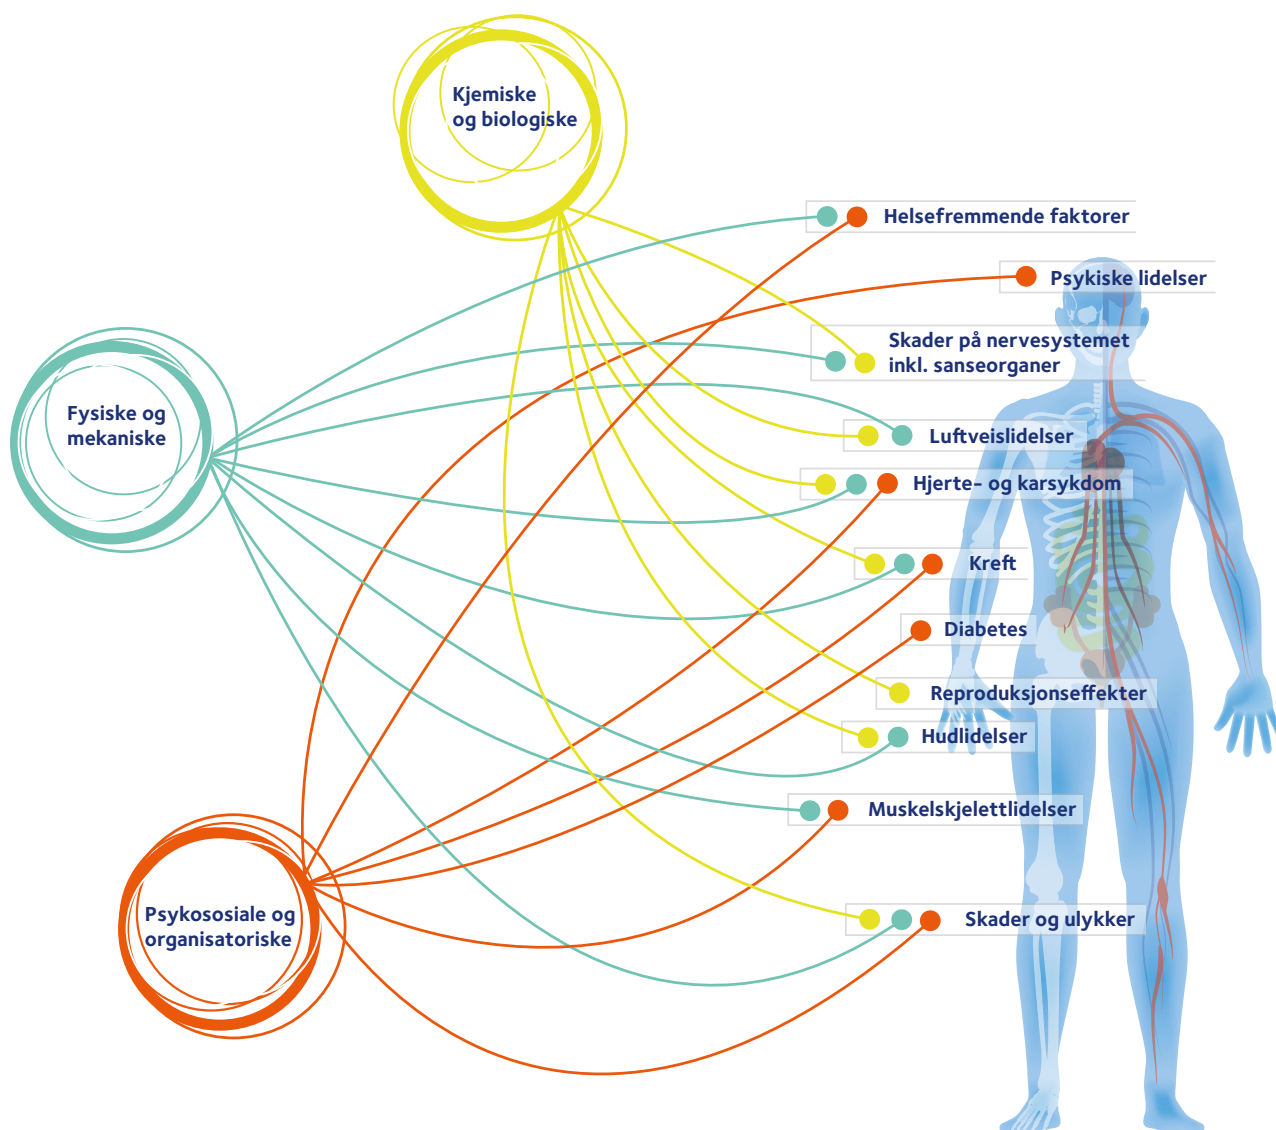 Kjemiske
og biologiske
Helsefremmende faktorer
Psykiske lidelser
Skader på nervesystemet
inkl. sanseorganer
Fysiske og
mekaniske
Luftveislidelser
Hjerte- og karsykdom
Kreft
Diabetes
Reproduksjonseffekter
Hudlidelser
Muskelskjelettlidelser
Psykososiale og
organisatoriske
Skader og ulykker